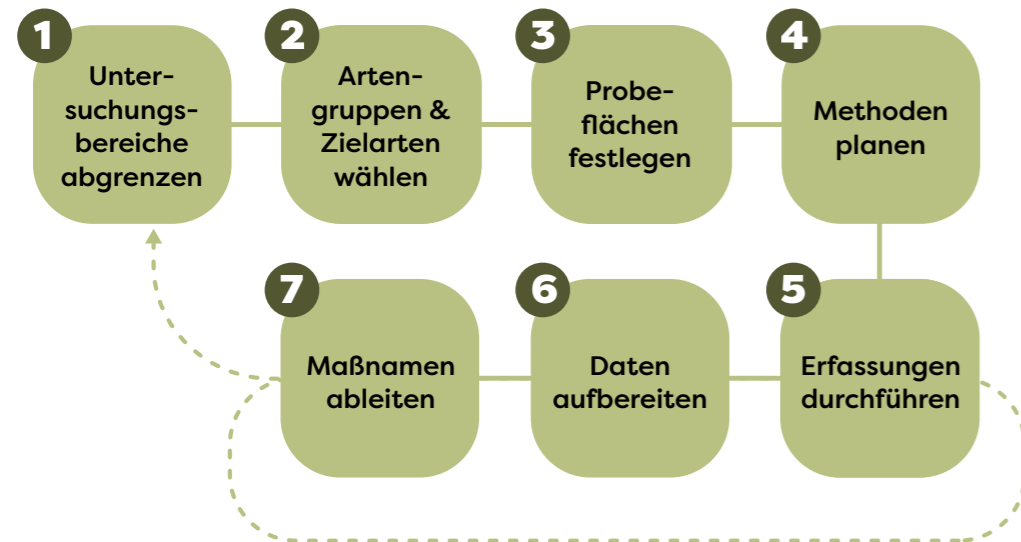 1
Unter-
suchungs-
bereiche
abgrenzen
2
Arten-
gruppen &
Zielarten
wählen
3
Probe-
flächen
festlegen
4
Methoden
planen
5
Erfassungen
durchführen
6
Daten
aufbereiten
7
Maßnamen
ableiten